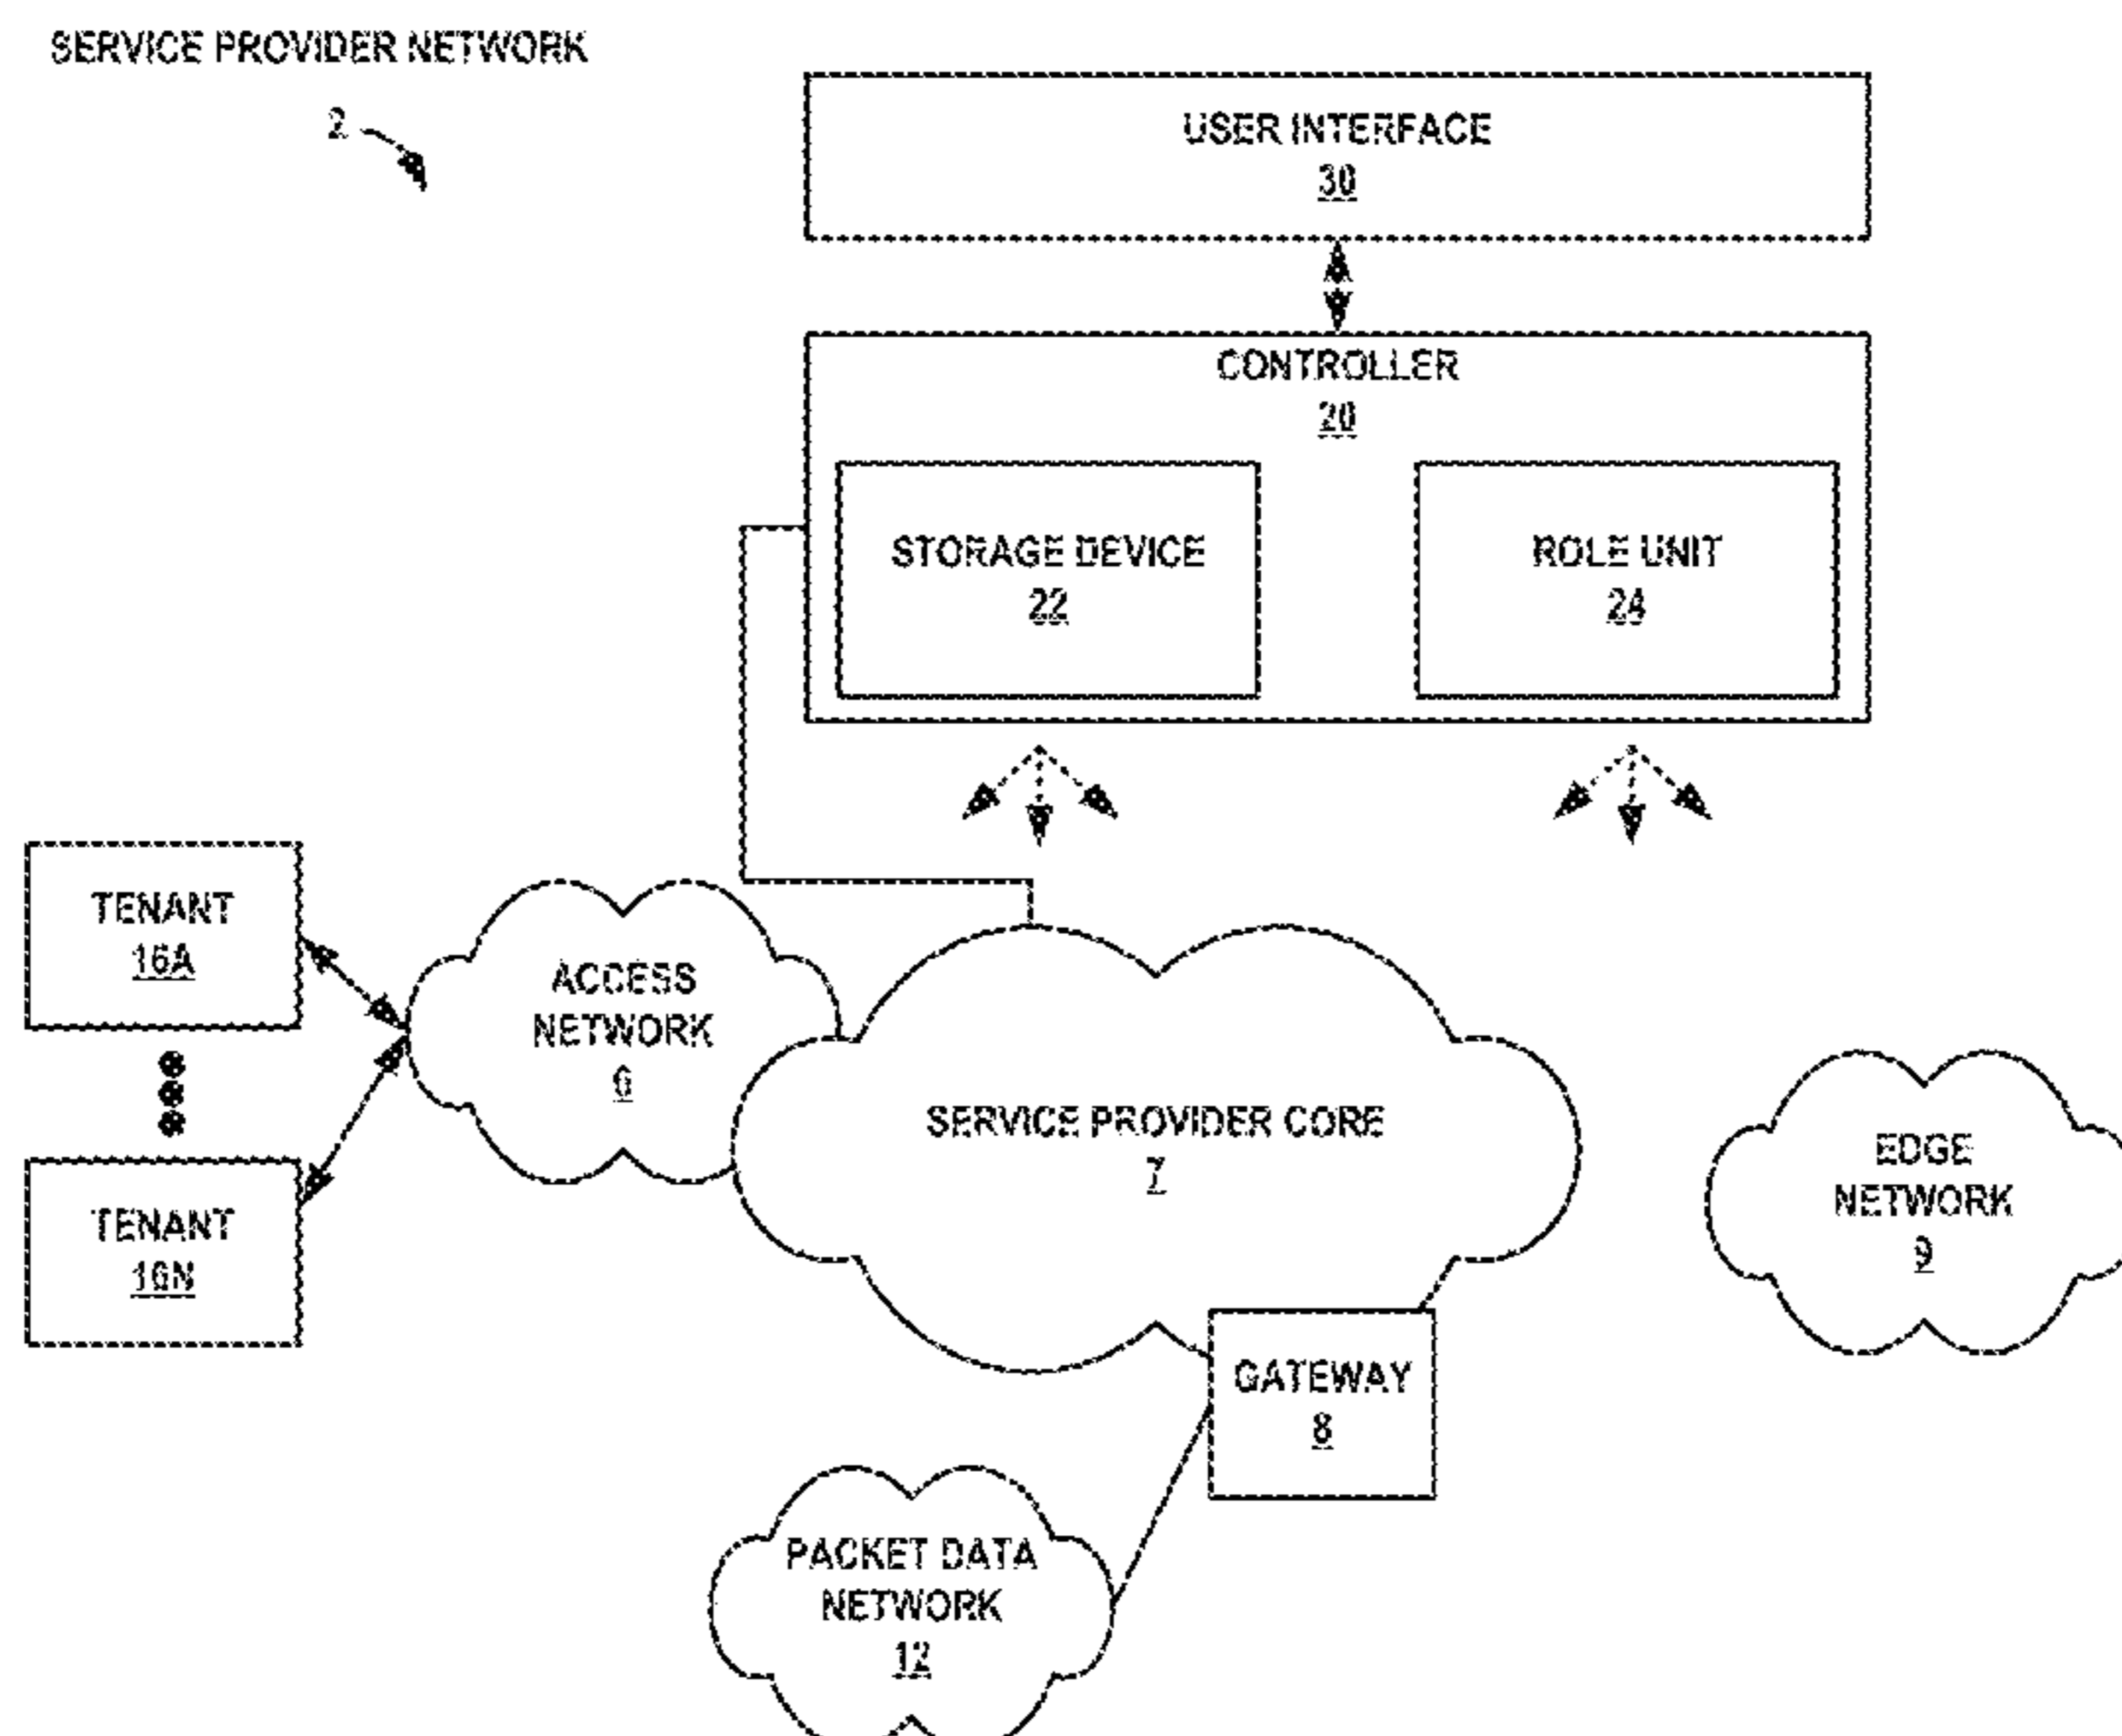 SERVICE PROVIDER NETWORK
2
USER INTERFACE
30
CONTROLLER
20
STORAGE DEVICE
22
ROLE UNIT
24
TENANT
16A
ACCESS
NETWORK
6
SERVICE PROVIDER CORE
7
EDGE
NETWORK
9
TENANT
16N
GATEWAY
8
PACKET DATA
NETWORK
12